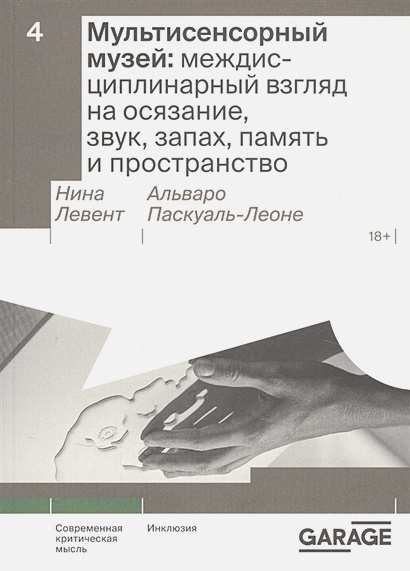 4
Мультисенсорный
музей: междис-
циплинарный взгляд
на осязание,
звук, запах, память
и пространство
Нина
Левент
Альваро
Паскуаль-Леоне
18+
Современная
критическая
мысль
Инклюзия
GARAGE